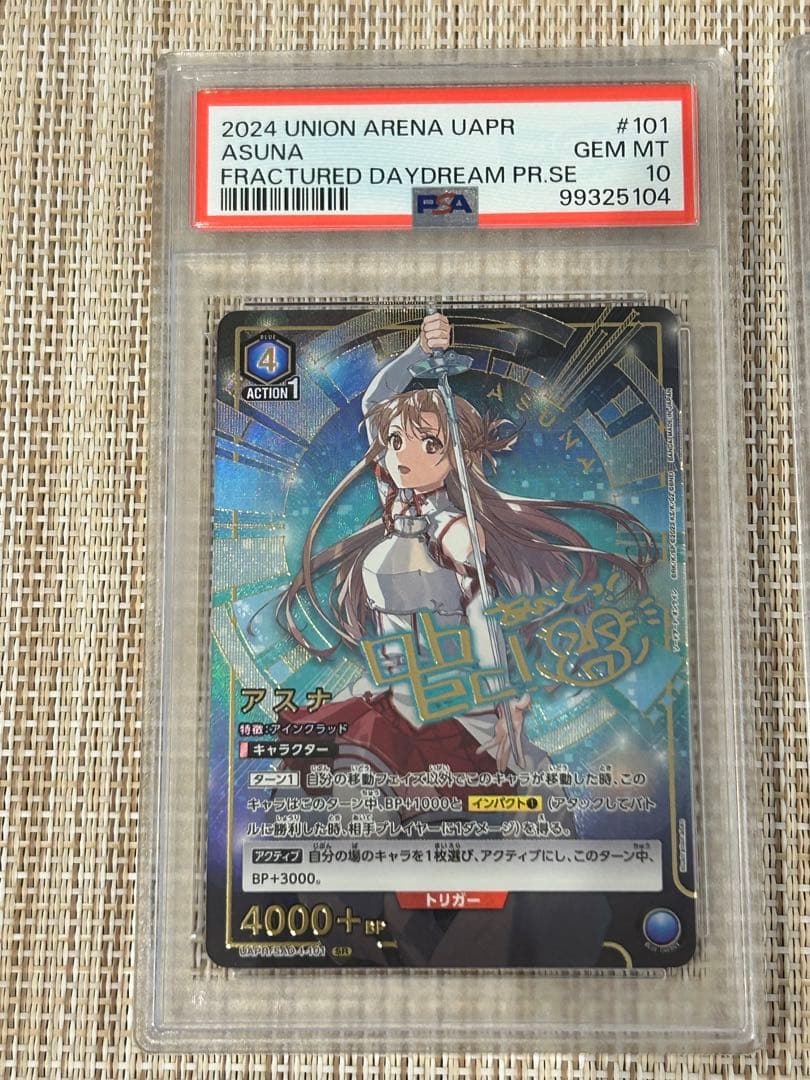 2024 UNION ARENA UAPR #101
ASUNA GEM MT
FRACTURED DAYDREAM PR.SE 10
PSA 99325104
BLUE
4
ACTION 1
ASUNA
アスナ
特徴:アインクラッド
キャラクター
ターン1 自分の移動フェイズ以外でこのキャラが移動した時、この
キャラはこのターン中、BP+1000と インパクト❶ (アタックしてバト
ルに勝利した時、相手プレイヤーに1ダメージ)を得る。
アクティブ 自分の場のキャラを1枚選び、アクティブにし、このターン中、
BP+3000。
トリガー
4000+ BP
SR